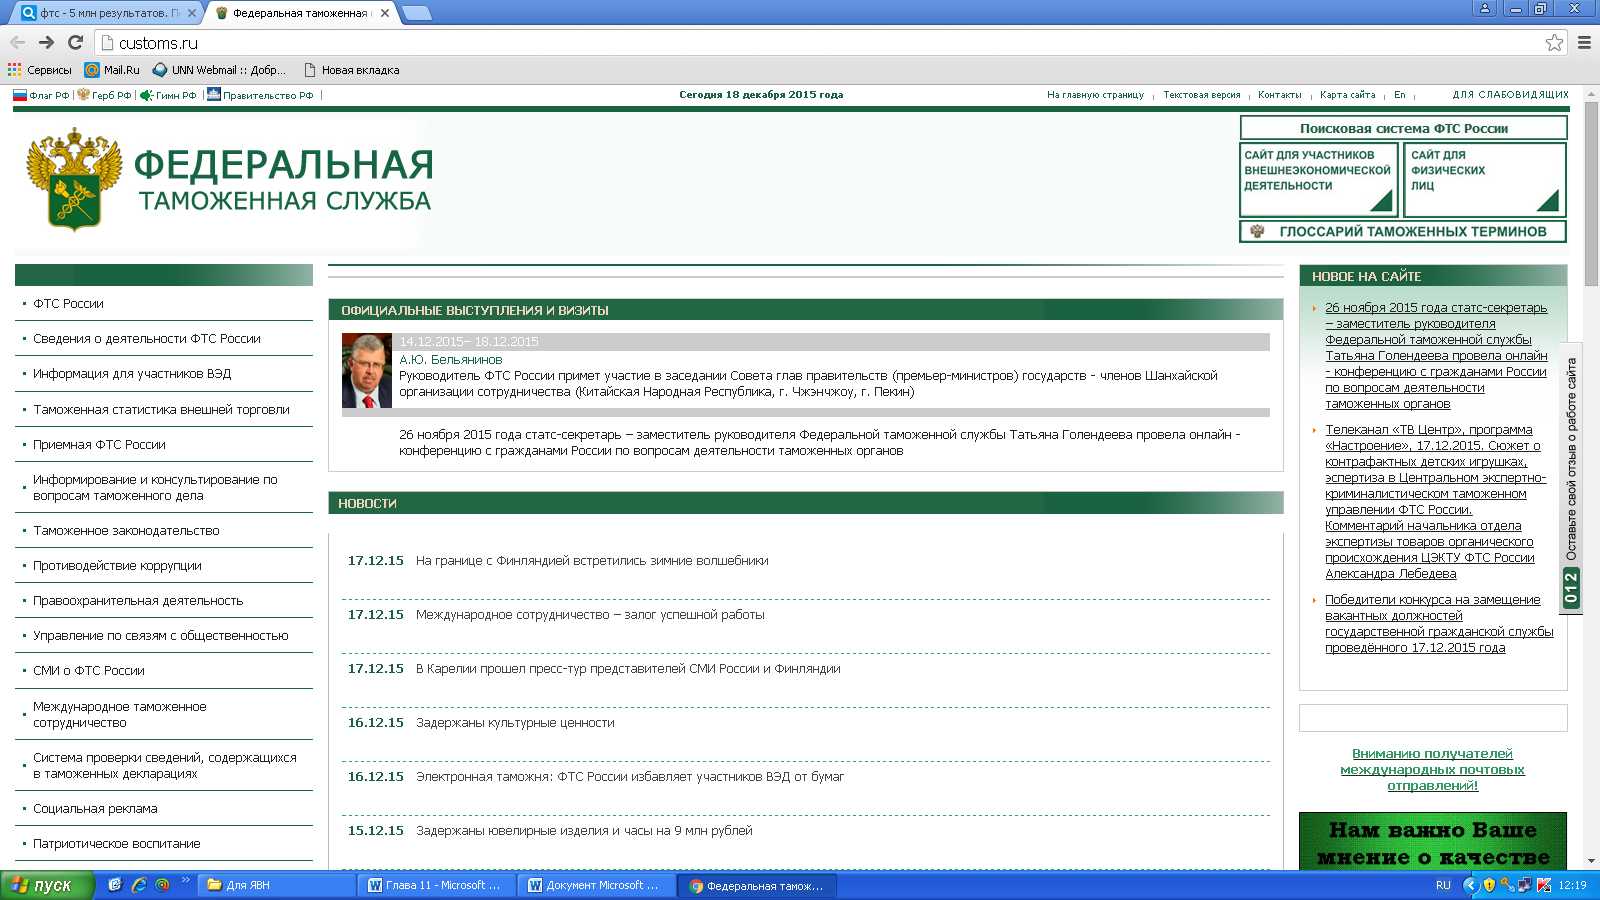 фтс - 5 млн результатов. П
Федеральная таможенная с
customs.ru
Сервисы
Mail.Ru
UNN Webmail :: Добр...
Новая вкладка
Флаг РФ | Герб РФ | Гимн РФ | Правительство РФ |
Сегодня 18 декабря 2015 года
На главную страницу | Текстовая версия | Контакты | Карта сайта | En | ДЛЯ СЛАБОВИДЯЩИХ
ФЕДЕРАЛЬНАЯ
ТАМОЖЕННАЯ СЛУЖБА
Поисковая система ФТС России
САЙТ ДЛЯ УЧАСТНИКОВ
ВНЕШНЕЭКОНОМИЧЕСКОЙ
ДЕЯТЕЛЬНОСТИ
САЙТ ДЛЯ
ФИЗИЧЕСКИХ
ЛИЦ
ГЛОССАРИЙ ТАМОЖЕННЫХ ТЕРМИНОВ
ФТС России
Сведения о деятельности ФТС России
Информация для участников ВЭД
Таможенная статистика внешней торговли
Приемная ФТС России
Информирование и консультирование по
вопросам таможенного дела
Таможенное законодательство
Противодействие коррупции
Правоохранительная деятельность
Управление по связям с общественностью
СМИ о ФТС России
Международное таможенное
сотрудничество
Система проверки сведений, содержащихся
в таможенных декларациях
Социальная реклама
Патриотическое воспитание
ОФИЦИАЛЬНЫЕ ВЫСТУПЛЕНИЯ И ВИЗИТЫ
14.12.2015– 18.12.2015
А.Ю. Бельянинов
Руководитель ФТС России примет участие в заседании Совета глав правительств (премьер-министров) государств - членов Шанхайской
организации сотрудничества (Китайская Народная Республика, г. Чжэнчжоу, г. Пекин)
26 ноября 2015 года статс-секретарь – заместитель руководителя Федеральной таможенной службы Татьяна Голендеева провела онлайн -
конференцию с гражданами России по вопросам деятельности таможенных органов
НОВОСТИ
17.12.15 На границе с Финляндией встретились зимние волшебники
17.12.15 Международное сотрудничество – залог успешной работы
17.12.15 В Карелии прошел пресс-тур представителей СМИ России и Финляндии
16.12.15 Задержаны культурные ценности
16.12.15 Электронная таможня: ФТС России избавляет участников ВЭД от бумаг
15.12.15 Задержаны ювелирные изделия и часы на 9 млн рублей
НОВОЕ НА САЙТЕ
26 ноября 2015 года статс-секретарь
– заместитель руководителя
Федеральной таможенной службы
Татьяна Голендеева провела онлайн
- конференцию с гражданами России
по вопросам деятельности
таможенных органов
Телеканал «ТВ Центр», программа
«Настроение», 17.12.2015. Сюжет о
контрафактных детских игрушках,
эспертиза в Центральном экспертно-
криминалистическом таможенном
управлении ФТС России.
Комментарий начальника отдела
экспертизы товаров органического
происхождения ЦЭКТУ ФТС России
Александра Лебедева
Победители конкурса на замещение
вакантных должностей
государственной гражданской службы
проведённого 17.12.2015 года
Вниманию получателей
международных почтовых
отправлений!
Нам важно Ваше
мнение о качестве
Оставьте свой отзыв о работе сайта
012
пуск
Для ЯВН
Глава 11 - Microsoft ...
Документ Microsoft ...
Федеральная тамож...
RU
12:19